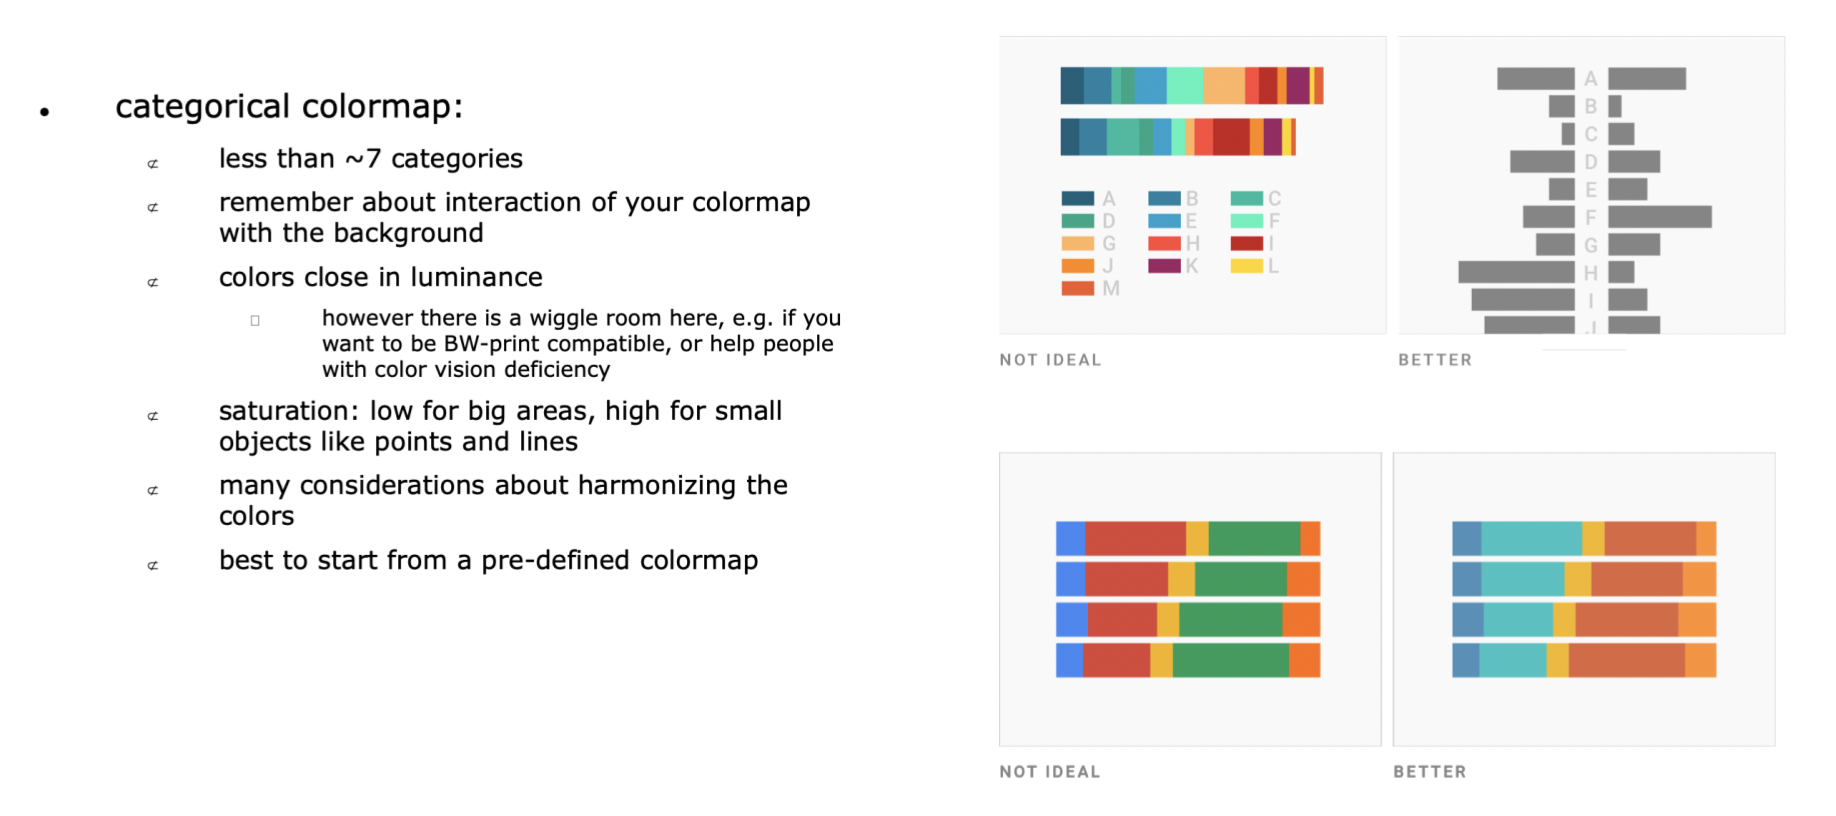 • categorical colormap:
⊄ less than ~7 categories
⊄ remember about interaction of your colormap
with the background
⊄ colors close in luminance
□ however there is a wiggle room here, e.g. if you
want to be BW-print compatible, or help people
with color vision deficiency
⊄ saturation: low for big areas, high for small
objects like points and lines
⊄ many considerations about harmonizing the
colors
⊄ best to start from a pre-defined colormap
A B C
D E F
G H I
J K L
M
NOT IDEAL
A
B
C
D
E
F
G
H
I
J
BETTER
NOT IDEAL
BETTER